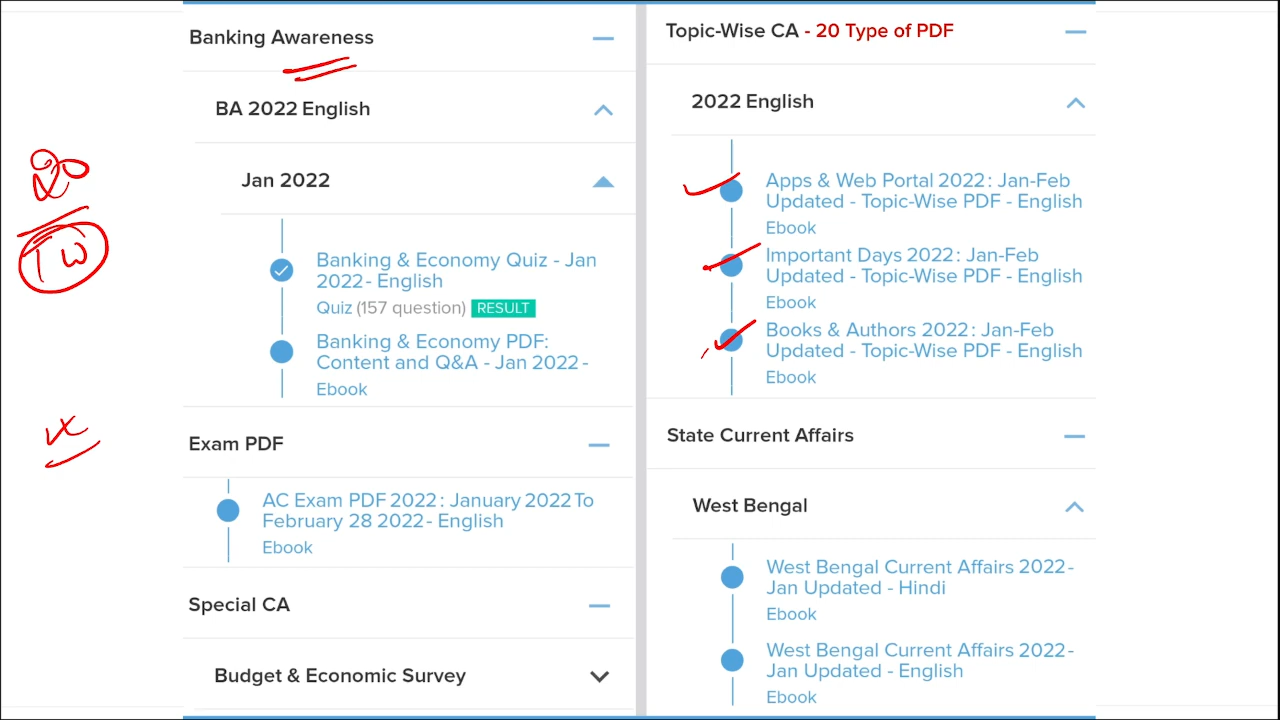 Banking Awareness
BA 2022 English
Jan 2022
Banking & Economy Quiz - Jan
2022- English
Quiz (157 question) RESULT
Banking & Economy PDF:
Content and Q&A - Jan 2022 -
Ebook
Exam PDF
AC Exam PDF 2022 : January 2022 To
February 28 2022- English
Ebook
Special CA
Budget & Economic Survey
20
TW
Topic-Wise CA - 20 Type of PDF
2022 English
Apps & Web Portal 2022 : Jan-Feb
Updated - Topic-Wise PDF - English
Ebook
Important Days 2022 : Jan-Feb
Updated - Topic-Wise PDF - English
Ebook
Books & Authors 2022 : Jan-Feb
Updated - Topic-Wise PDF - English
Ebook
State Current Affairs
West Bengal
West Bengal Current Affairs 2022-
Jan Updated - Hindi
Ebook
West Bengal Current Affairs 2022-
Jan Updated - English
Ebook